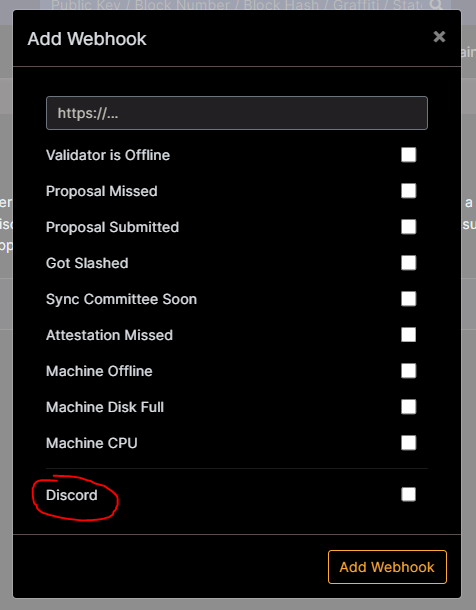 Public Key / Block Number / Block Hash / Graffiti / State
Add Webhook
×
https://...
Validator is Offline
Proposal Missed
Proposal Submitted
Got Slashed
Sync Committee Soon
Attestation Missed
Machine Offline
Machine Disk Full
Machine CPU
Discord
Add Webhook